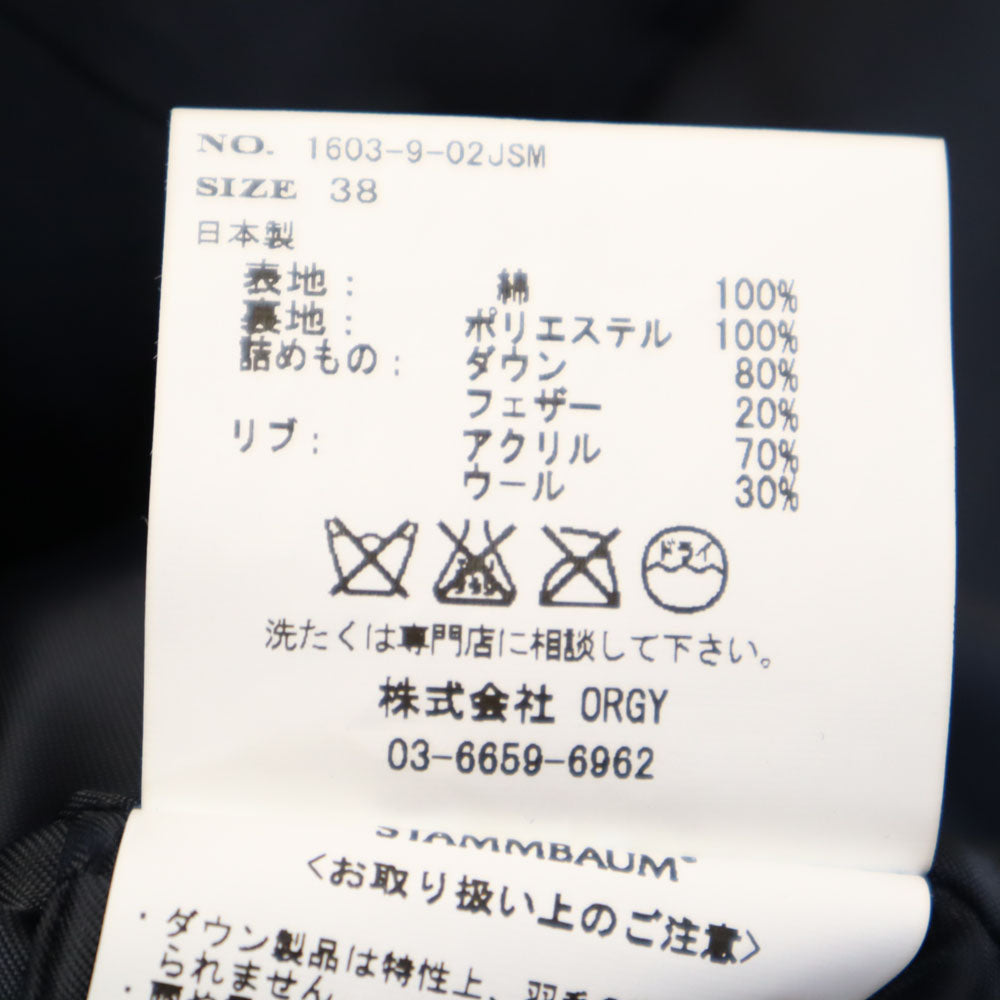 NO. 1603-9-02JSM
SIZE 38
日本製
表地： 綿 100%
裏地： ポリエステル 100%
詰めもの： ダウン 80%
フェザー 20%
リブ： アクリル 70%
ウール 30%
ドライ
洗たくは専門店に相談して下さい。
株式会社 ORGY
03-6659-6962
STAMMBAUM
<お取り扱い上のご注意>
・ダウン製品は特性上、羽毛の
られません